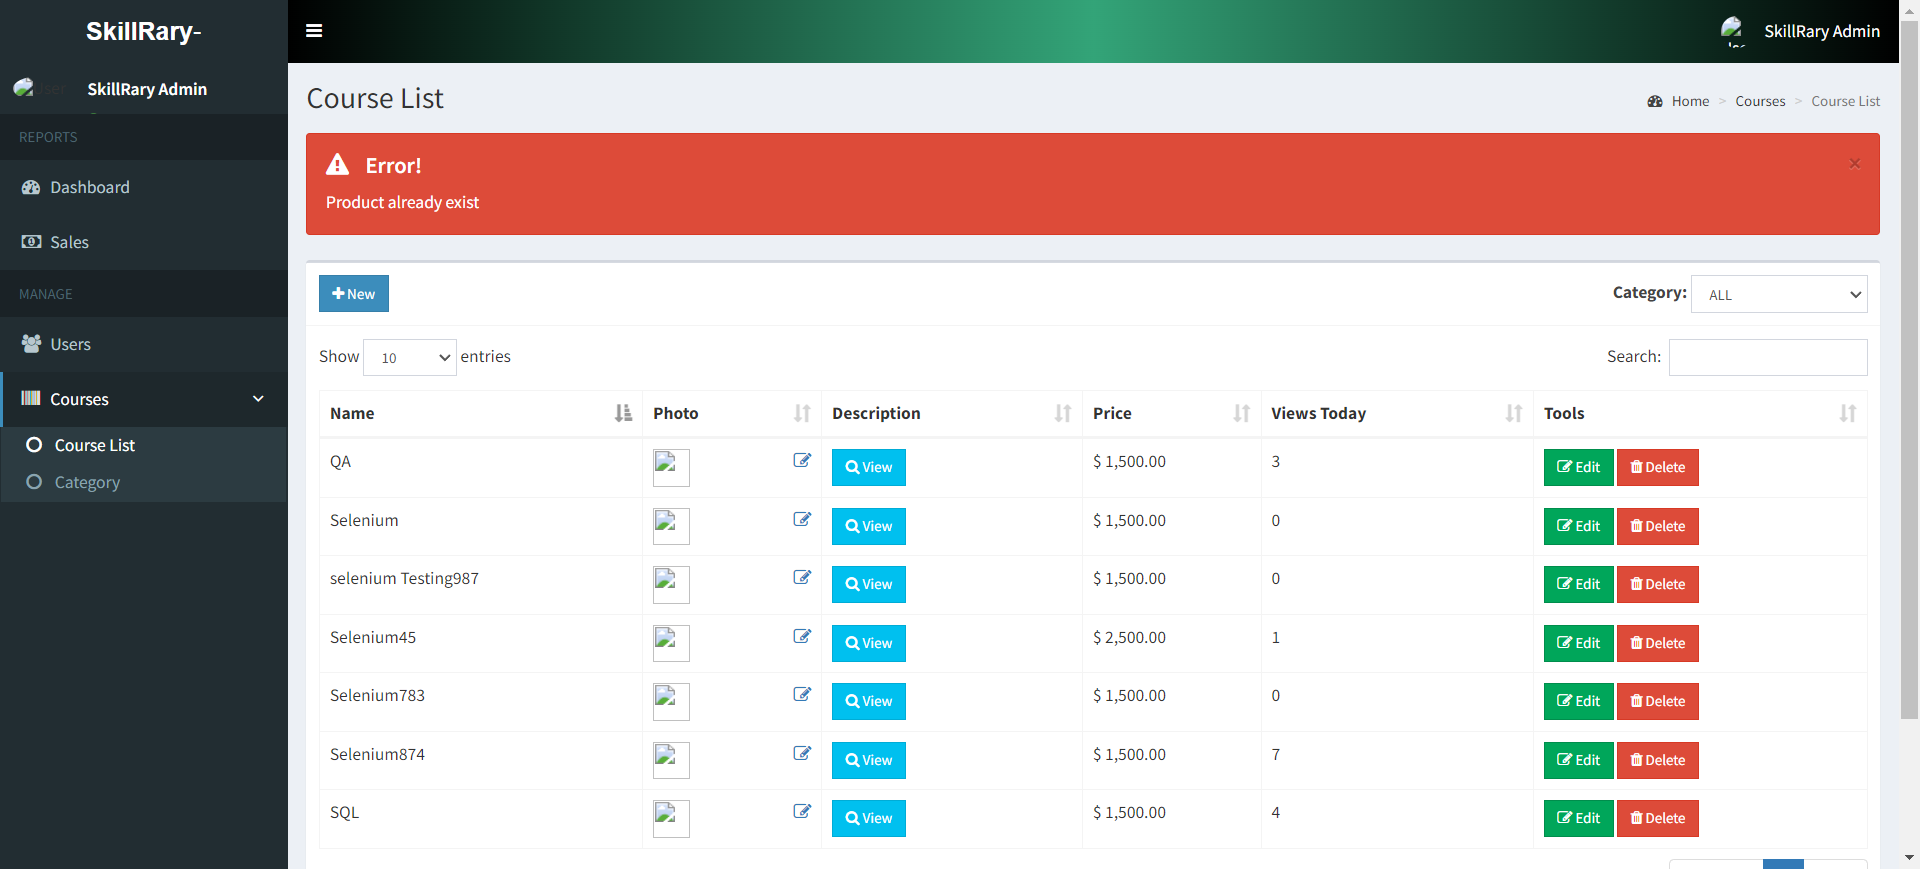 SkillRary-
SkillRary Admin
User
SkillRary Admin
REPORTS
Dashboard
Sales
MANAGE
Users
Courses
Course List
Category
Course List
Home > Courses > Course List
Error!
×
Product already exist
New
Category: ALL
Show 10 entries
Search:
Name Photo Description Price Views Today Tools
QA View $ 1,500.00 3 Edit Delete
Selenium View $ 1,500.00 0 Edit Delete
selenium Testing987 View $ 1,500.00 0 Edit Delete
Selenium45 View $ 2,500.00 1 Edit Delete
Selenium783 View $ 1,500.00 0 Edit Delete
Selenium874 View $ 1,500.00 7 Edit Delete
SQL View $ 1,500.00 4 Edit Delete